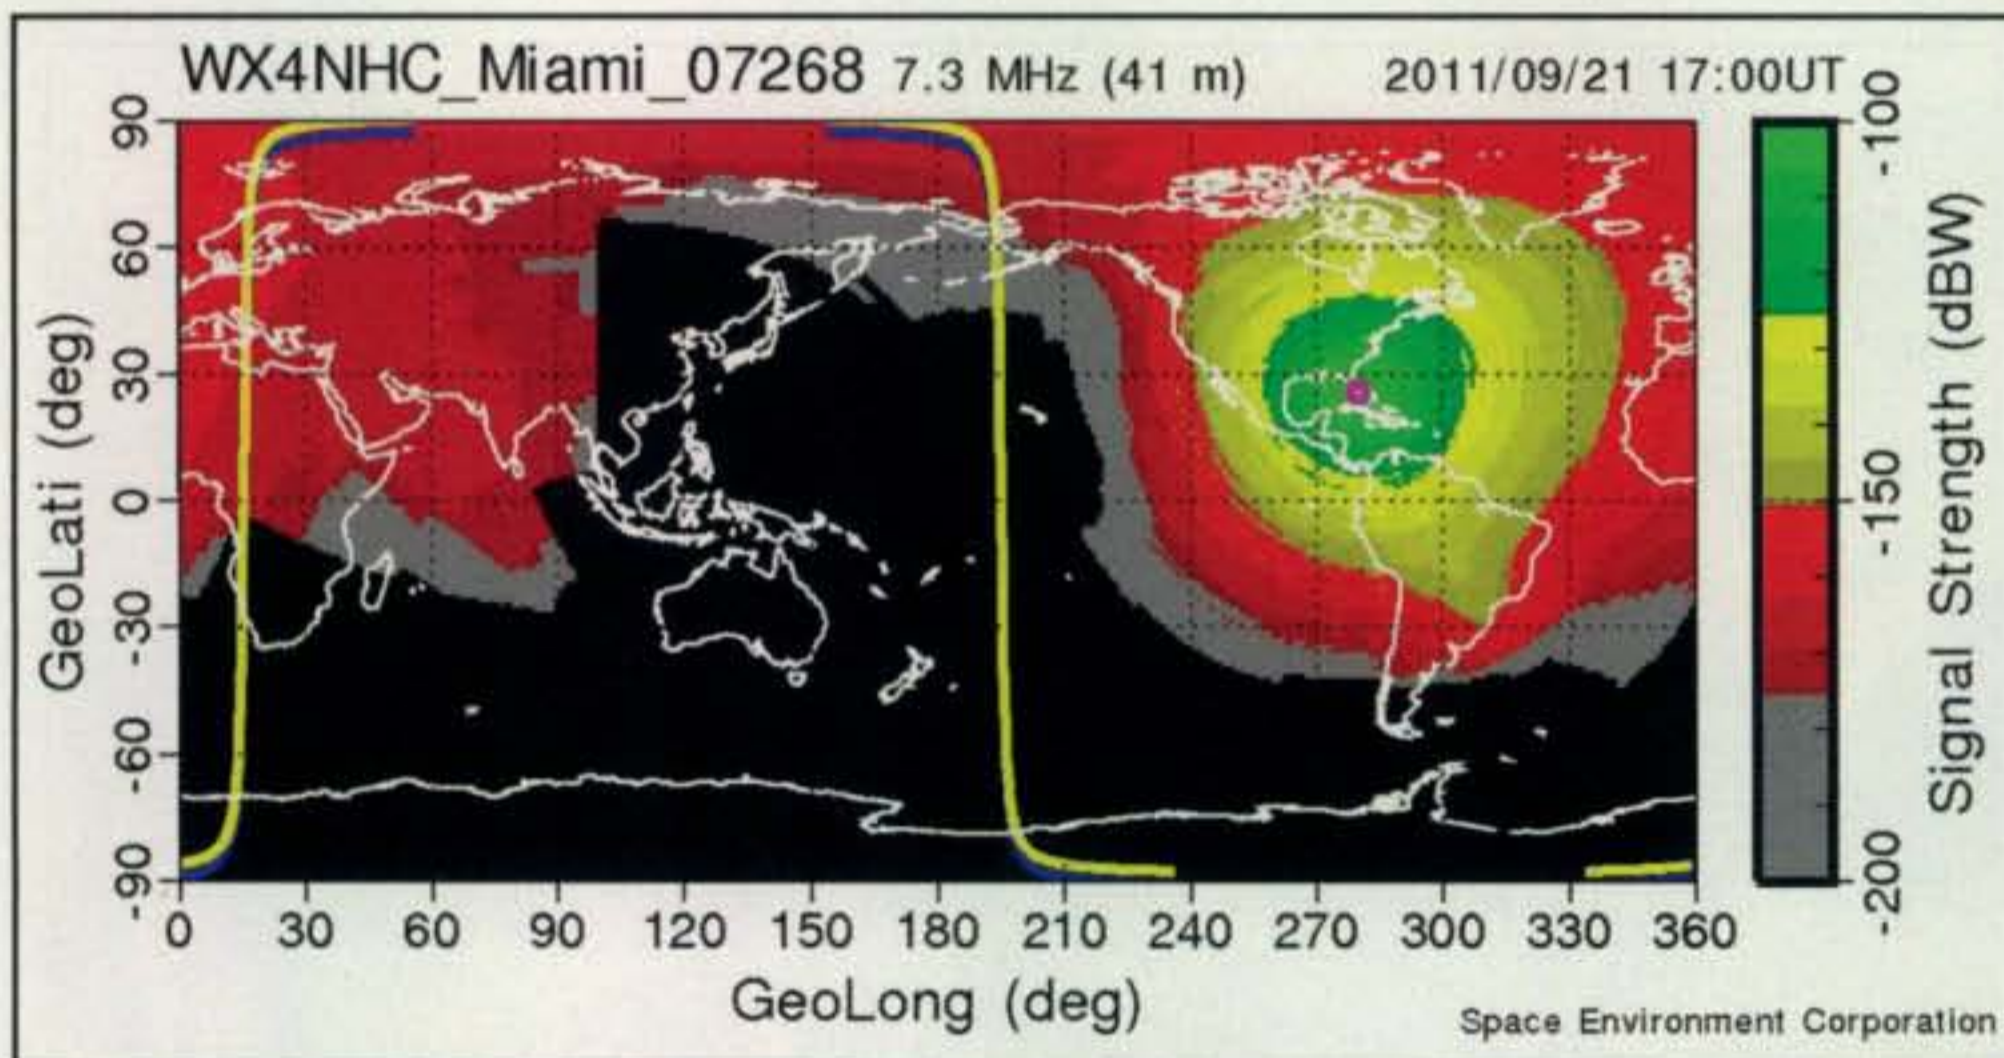 WX4NHC_Miami_07268 7.3 MHz (41 m) 2011/09/21 17:00UT
90
60
30
0
-30
-60
-90
GeoLati (deg)
0 30 60 90 120 150 180 210 240 270 300 330 360
GeoLong (deg)
-100
-150
-200
Signal Strength (dBW)
Space Environment Corporation